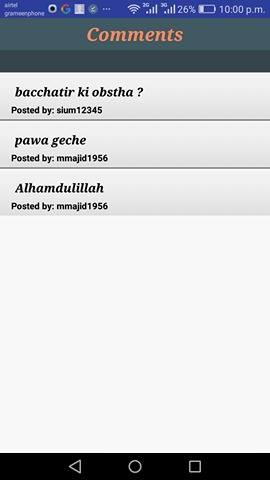 airtel
grameenphone
2G
3G
26%
10:00 p.m.
Comments
bacchatir ki obstha ?
Posted by: sium12345
pawa geche
Posted by: mmajid1956
Alhamdulillah
Posted by: mmajid1956